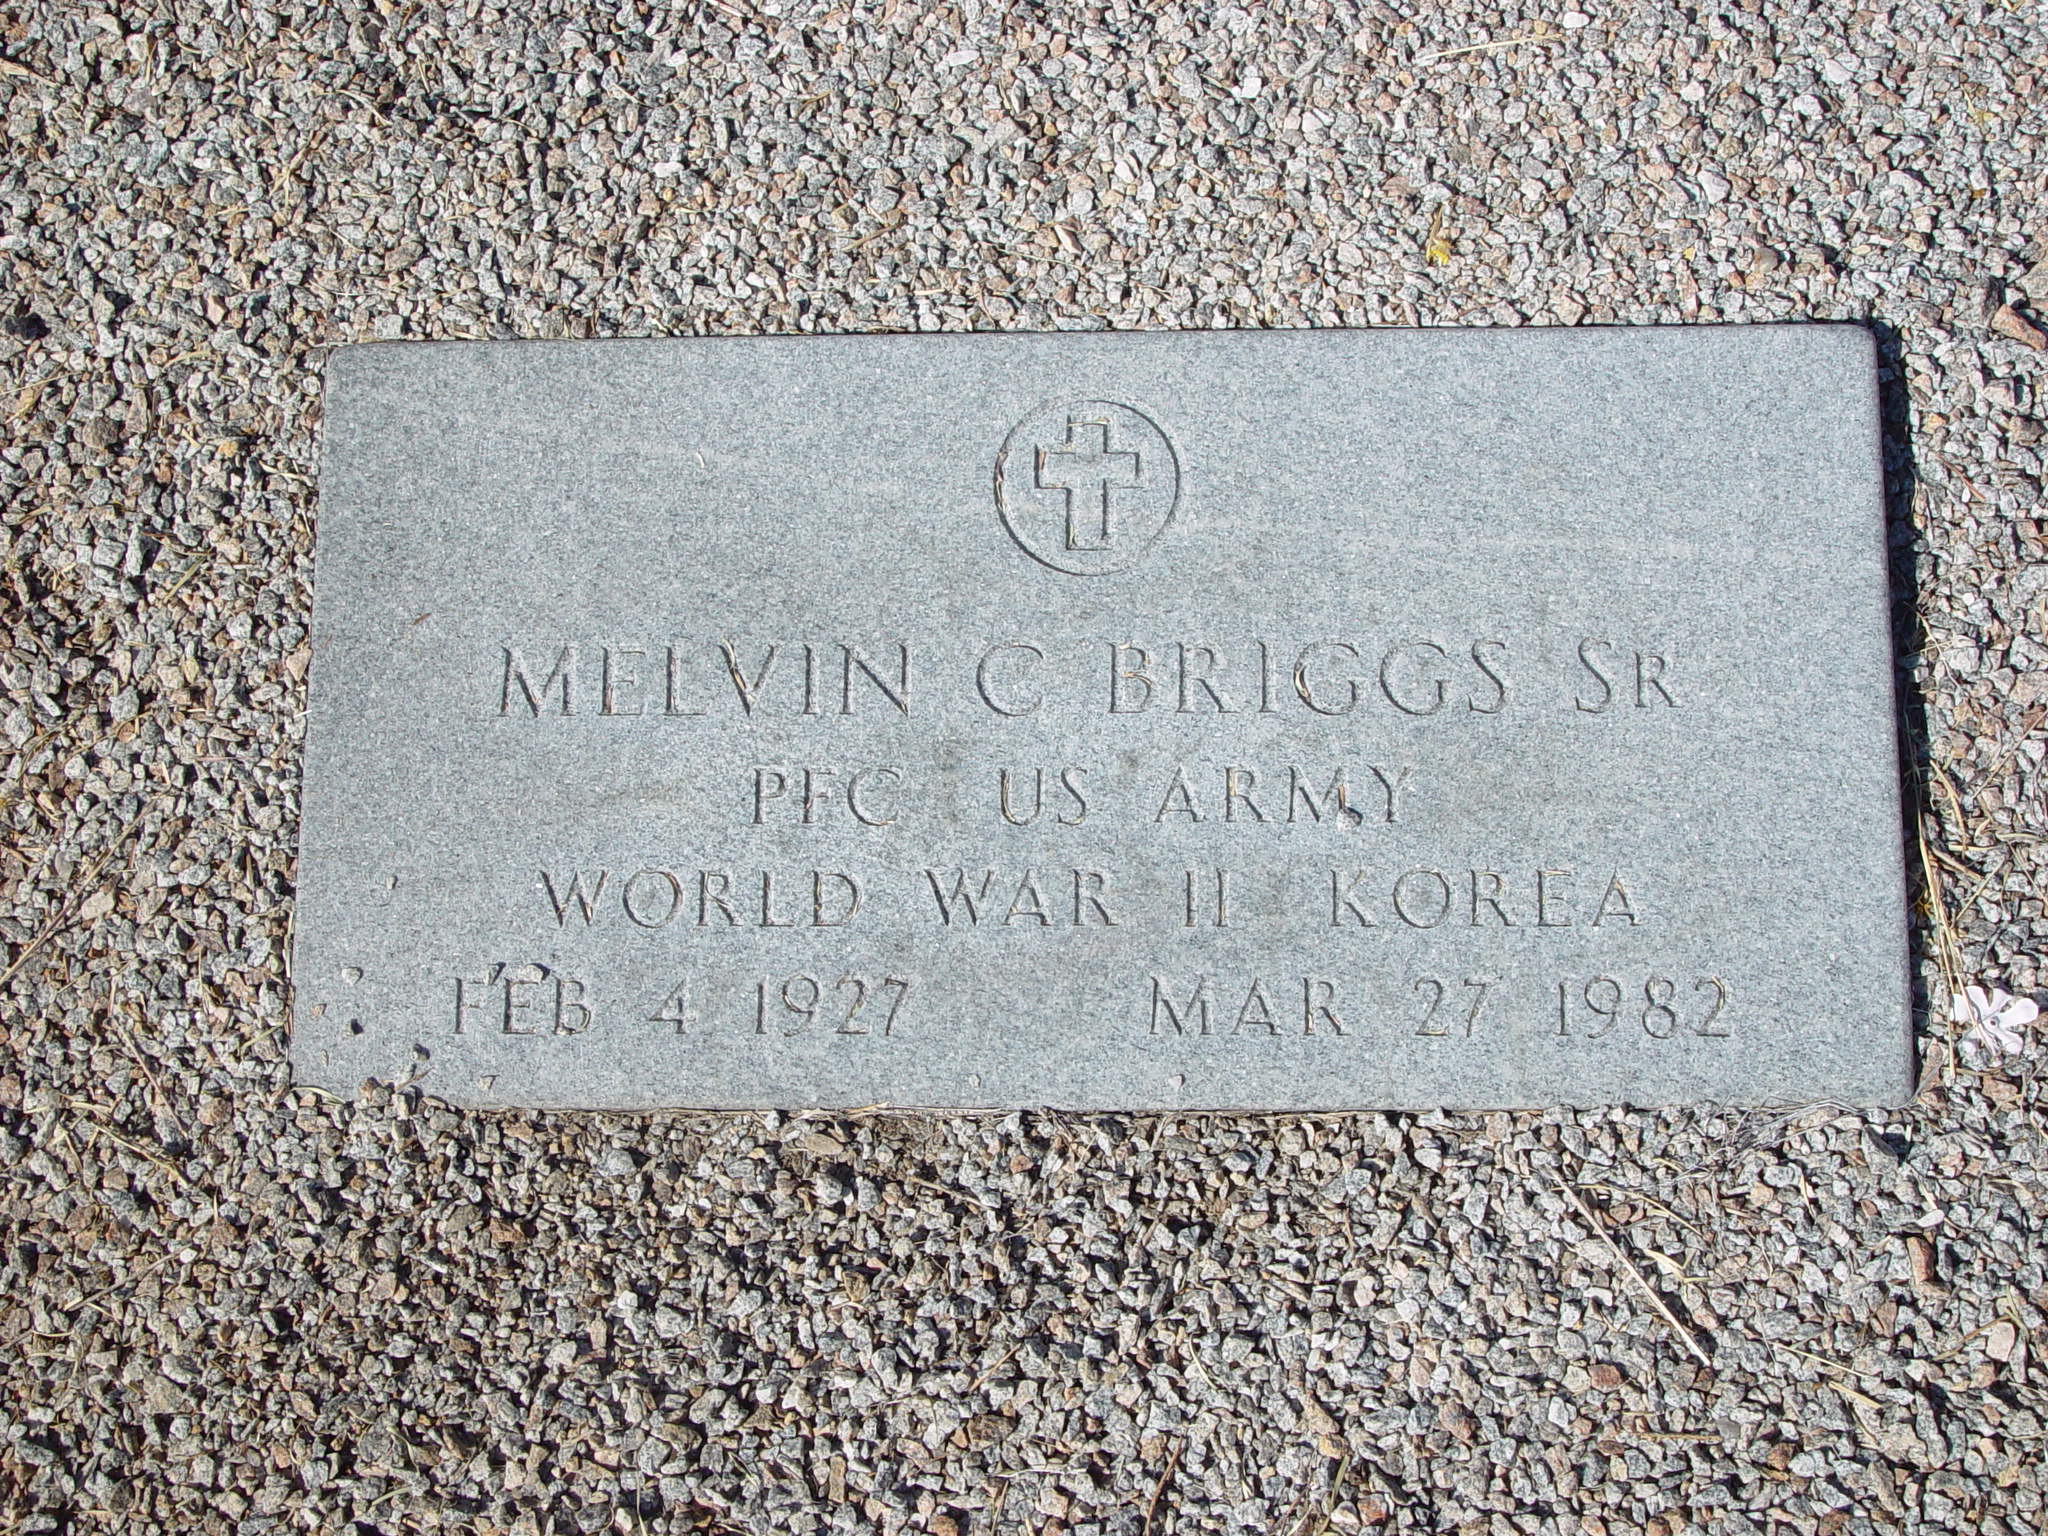 MELVIN C BRIGGS SR
PFC US ARMY
WORLD WAR II KOREA
FEB 4 1927 MAR 27 1982